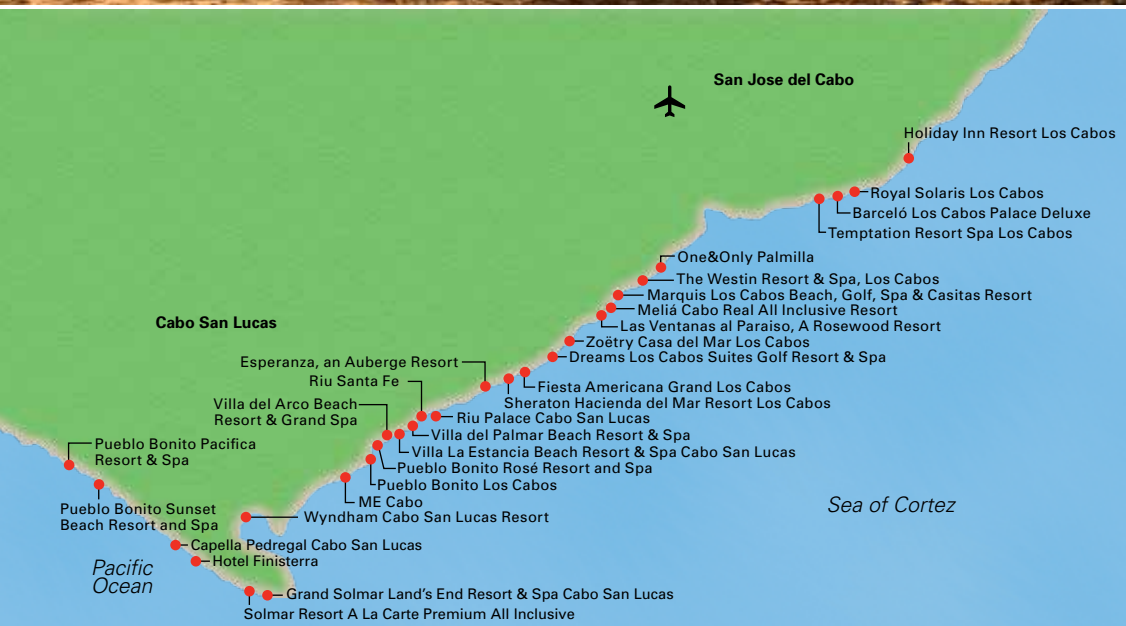 San Jose del Cabo
Holiday Inn Resort Los Cabos
Royal Solaris Los Cabos
Barceló Los Cabos Palace Deluxe
Temptation Resort Spa Los Cabos
One&Only Palmilla
The Westin Resort & Spa, Los Cabos
Marquis Los Cabos Beach, Golf, Spa & Casitas Resort
Meliá Cabo Real All Inclusive Resort
Las Ventanas al Paraiso, A Rosewood Resort
Cabo San Lucas
Zoëtry Casa del Mar Los Cabos
Dreams Los Cabos Suites Golf Resort & Spa
Esperanza, an Auberge Resort
Riu Santa Fe
Fiesta Americana Grand Los Cabos
Sheraton Hacienda del Mar Resort Los Cabos
Villa del Arco Beach
Resort & Grand Spa
Riu Palace Cabo San Lucas
Villa del Palmar Beach Resort & Spa
Villa La Estancia Beach Resort & Spa Cabo San Lucas
Pueblo Bonito Pacifica
Resort & Spa
Pueblo Bonito Rosé Resort and Spa
Pueblo Bonito Los Cabos
ME Cabo
Wyndham Cabo San Lucas Resort
Pueblo Bonito Sunset
Beach Resort and Spa
Sea of Cortez
Capella Pedregal Cabo San Lucas
Hotel Finisterra
Pacific
Ocean
Grand Solmar Land's End Resort & Spa Cabo San Lucas
Solmar Resort A La Carte Premium All Inclusive